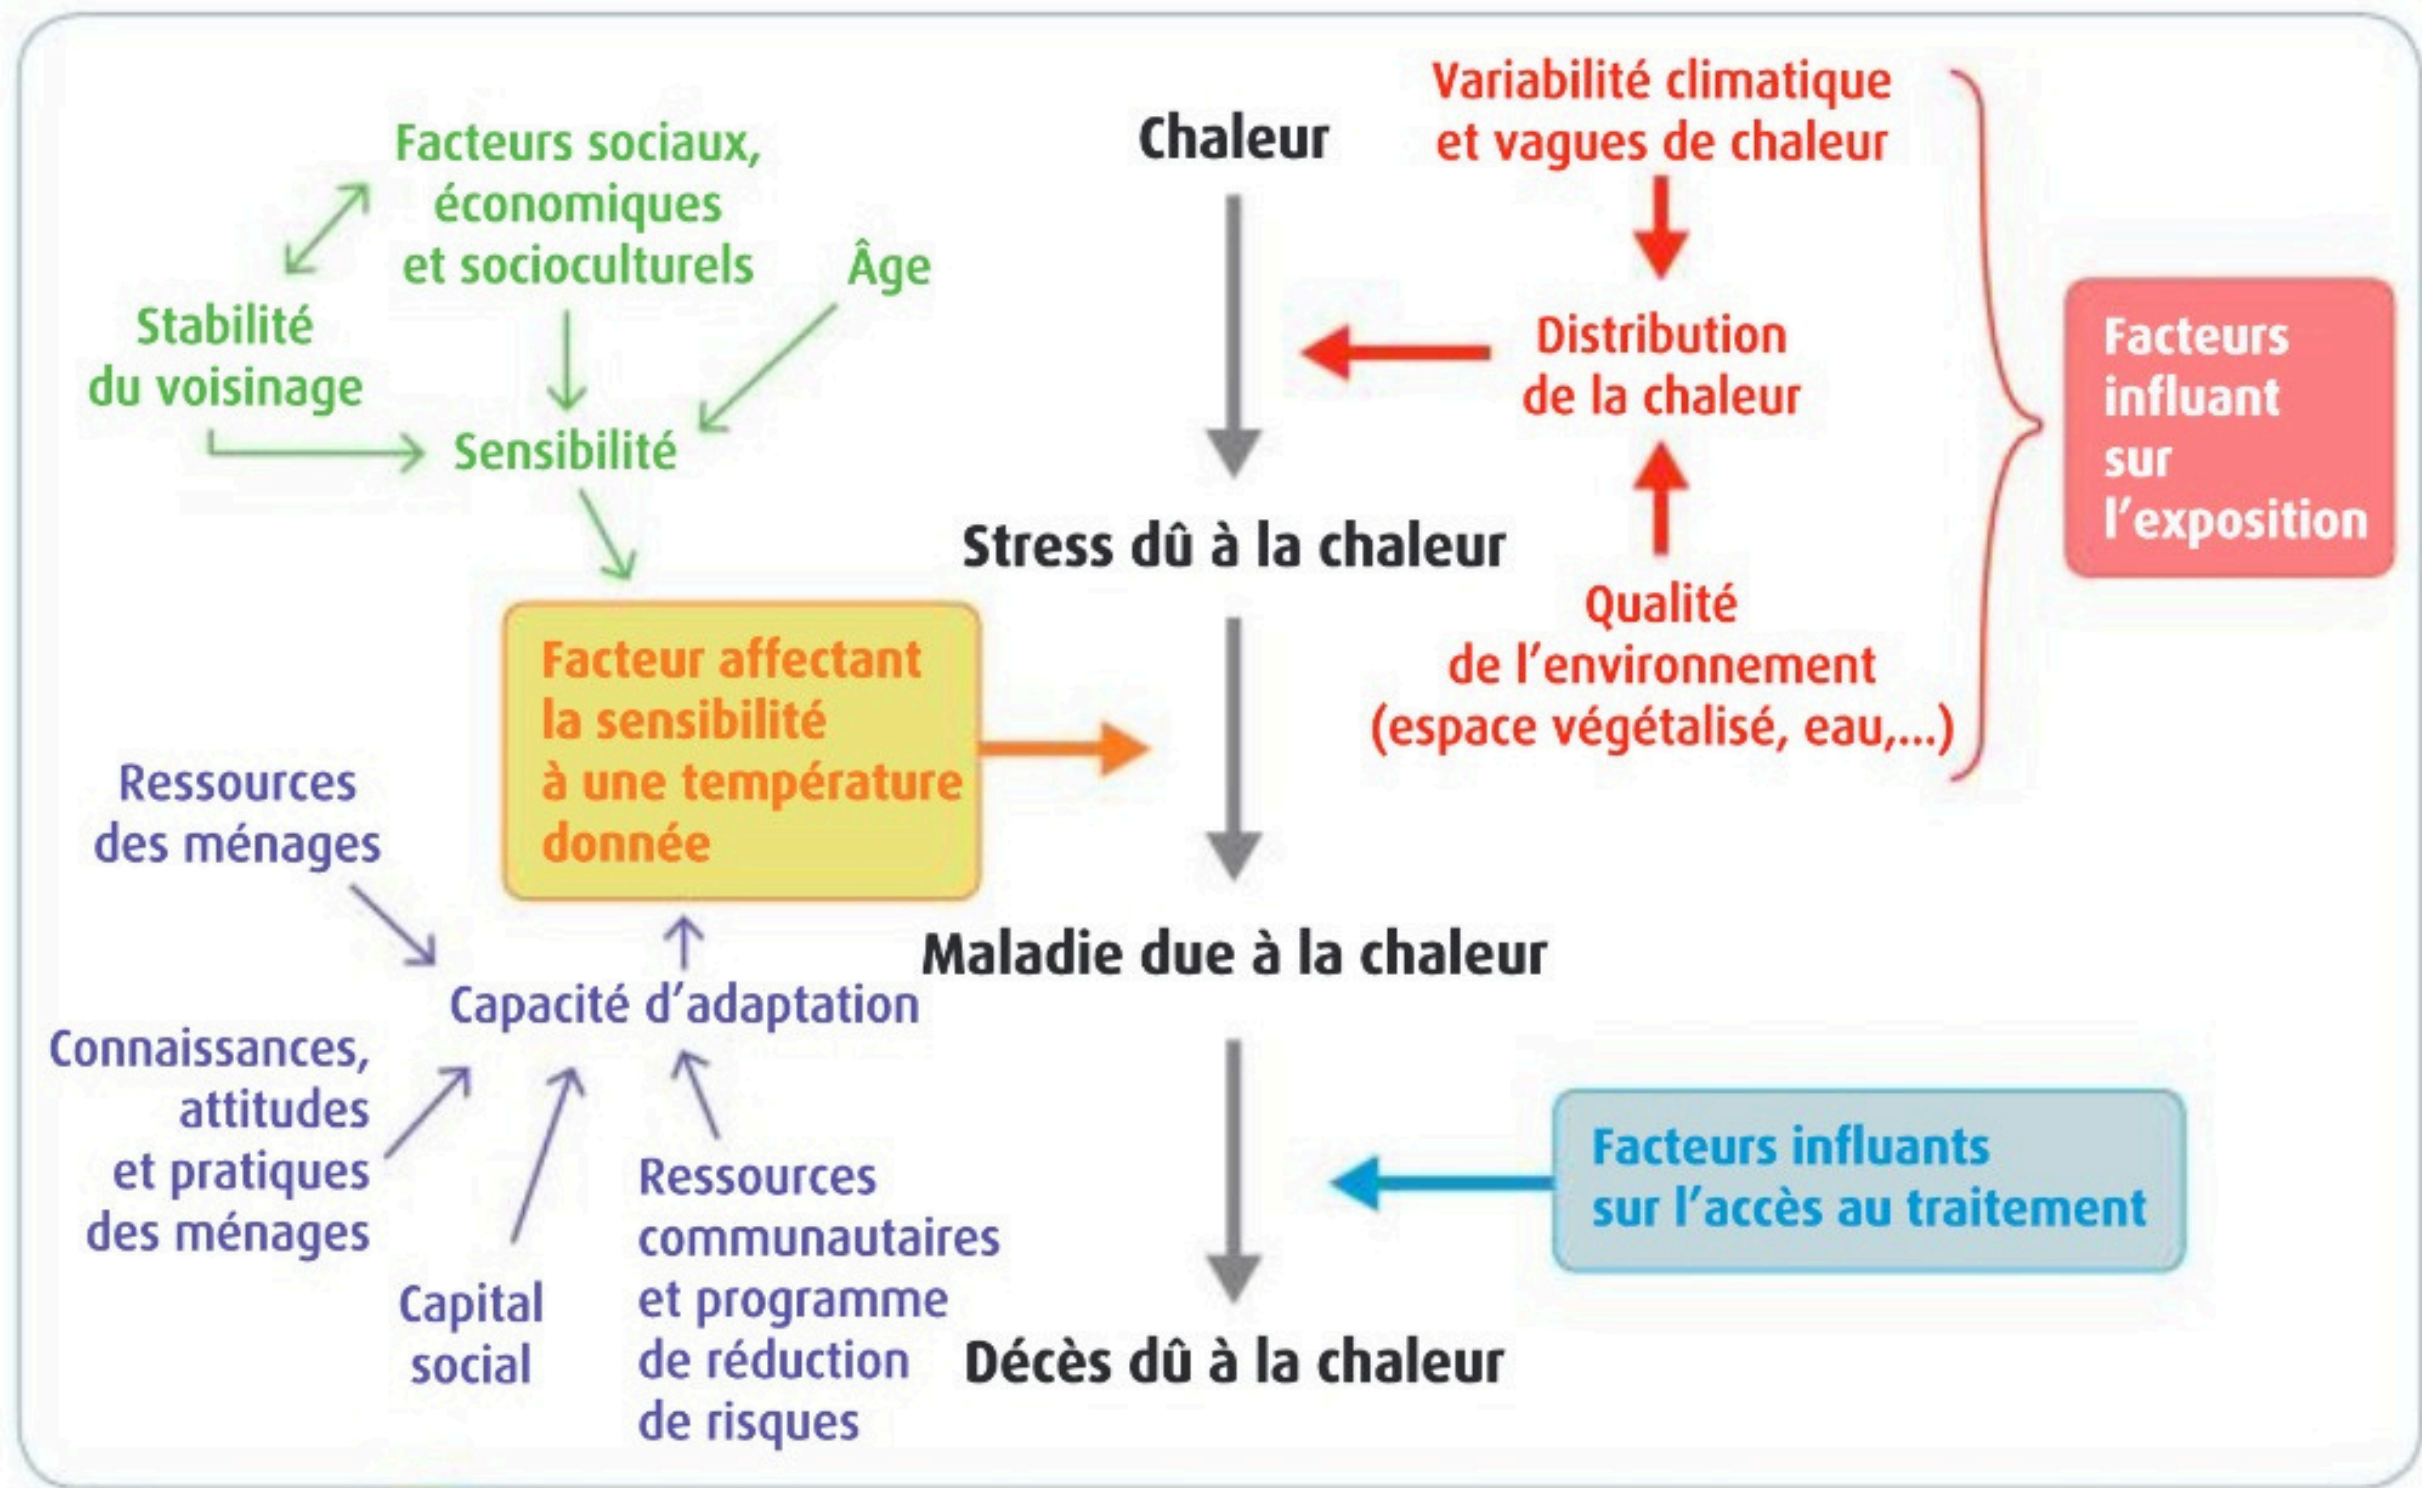 Facteurs sociaux,
économiques
et socioculturels
Âge
Stabilité
du voisinage
Sensibilité
Chaleur
Variabilité climatique
et vagues de chaleur
Distribution
de la chaleur
Facteurs
influant
sur
l'exposition
Stress dû à la chaleur
Qualité
de l'environnement
(espace végétalisé, eau,...)
Facteur affectant
la sensibilité
à une température
donnée
Ressources
des ménages
Capacité d'adaptation
Maladie due à la chaleur
Connaissances,
attitudes
et pratiques
des ménages
Capital
social
Ressources
communautaires
et programme
de réduction
de risques
Facteurs influants
sur l'accès au traitement
Décès dû à la chaleur